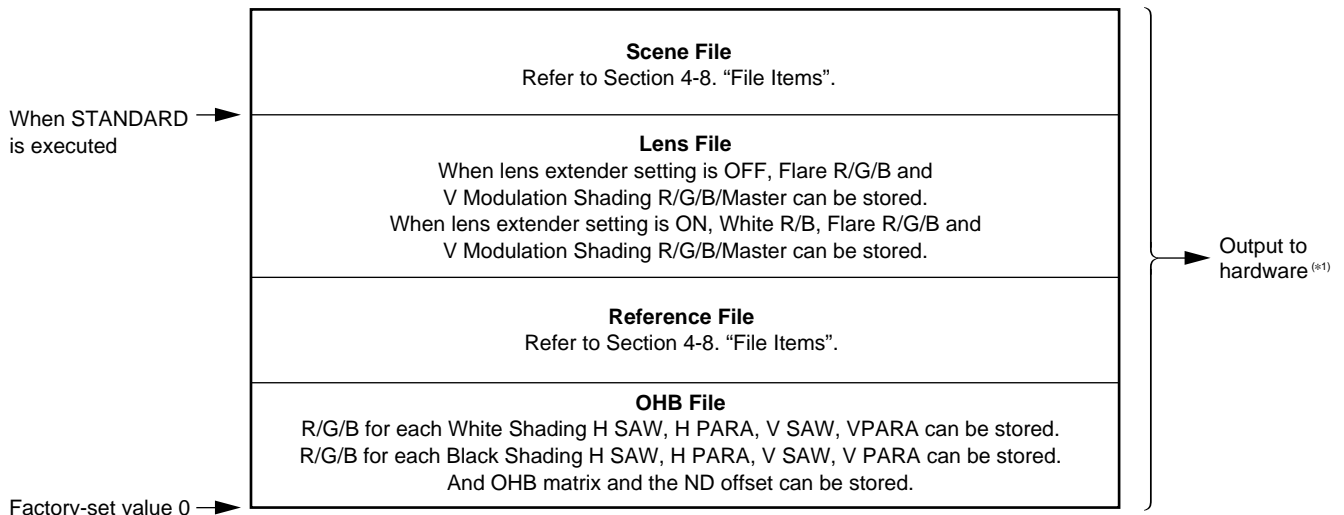 Scene File
Refer to Section 4-8. “File Items”.
When STANDARD
is executed
Lens File
When lens extender setting is OFF, Flare R/G/B and
V Modulation Shading R/G/B/Master can be stored.
When lens extender setting is ON, White R/B, Flare R/G/B and
V Modulation Shading R/G/B/Master can be stored.
Output to
hardware (*1)
Reference File
Refer to Section 4-8. “File Items”.
OHB File
R/G/B for each White Shading H SAW, H PARA, V SAW, VPARA can be stored.
R/G/B for each Black Shading H SAW, H PARA, V SAW, V PARA can be stored.
And OHB matrix and the ND offset can be stored.
Factory-set value 0